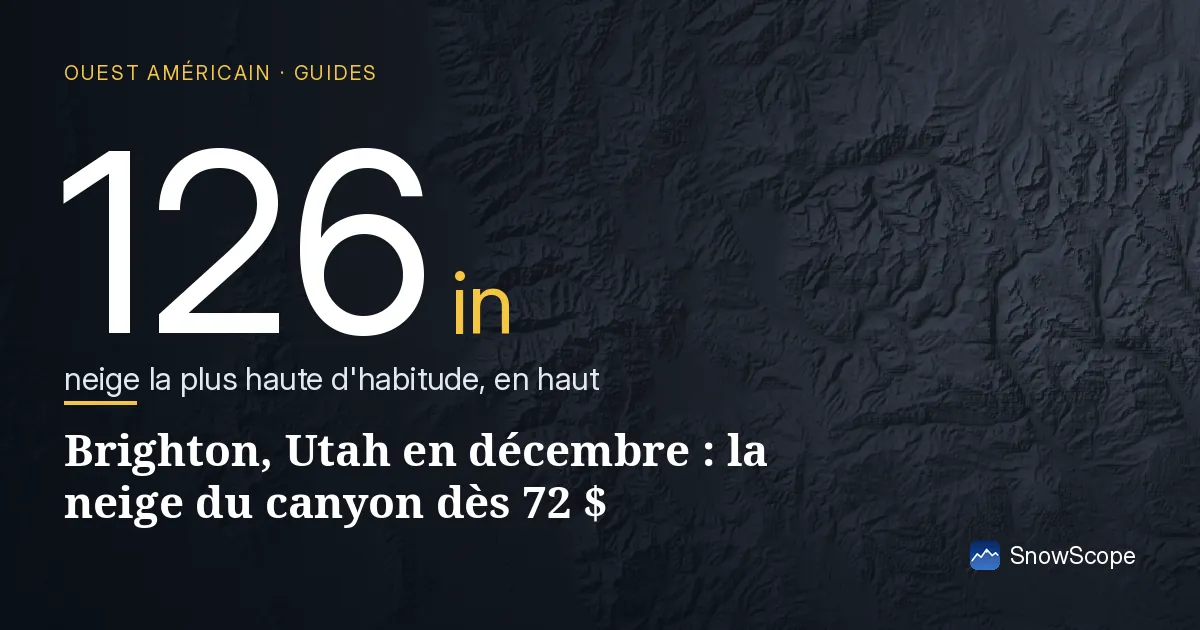 OUEST AMÉRICAIN · GUIDES
126 in
neige la plus haute d'habitude, en haut
Brighton, Utah en décembre : la
neige du canyon dès 72 $
SnowScope